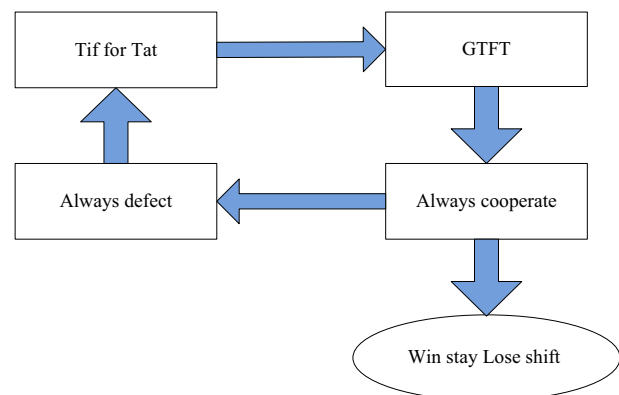 Tif for Tat
GTFT
Always defect
Always cooperate
Win stay Lose shift